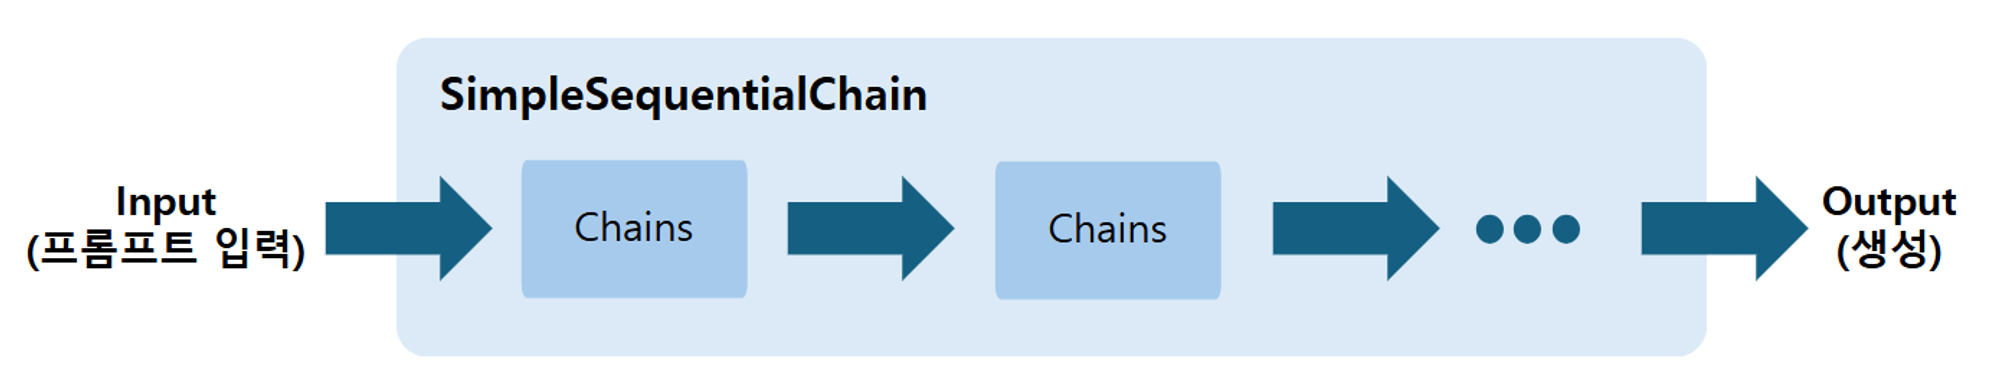 SimpleSequentialChain
Input
(프롬프트 입력)
Chains
Chains
Output
(생성)